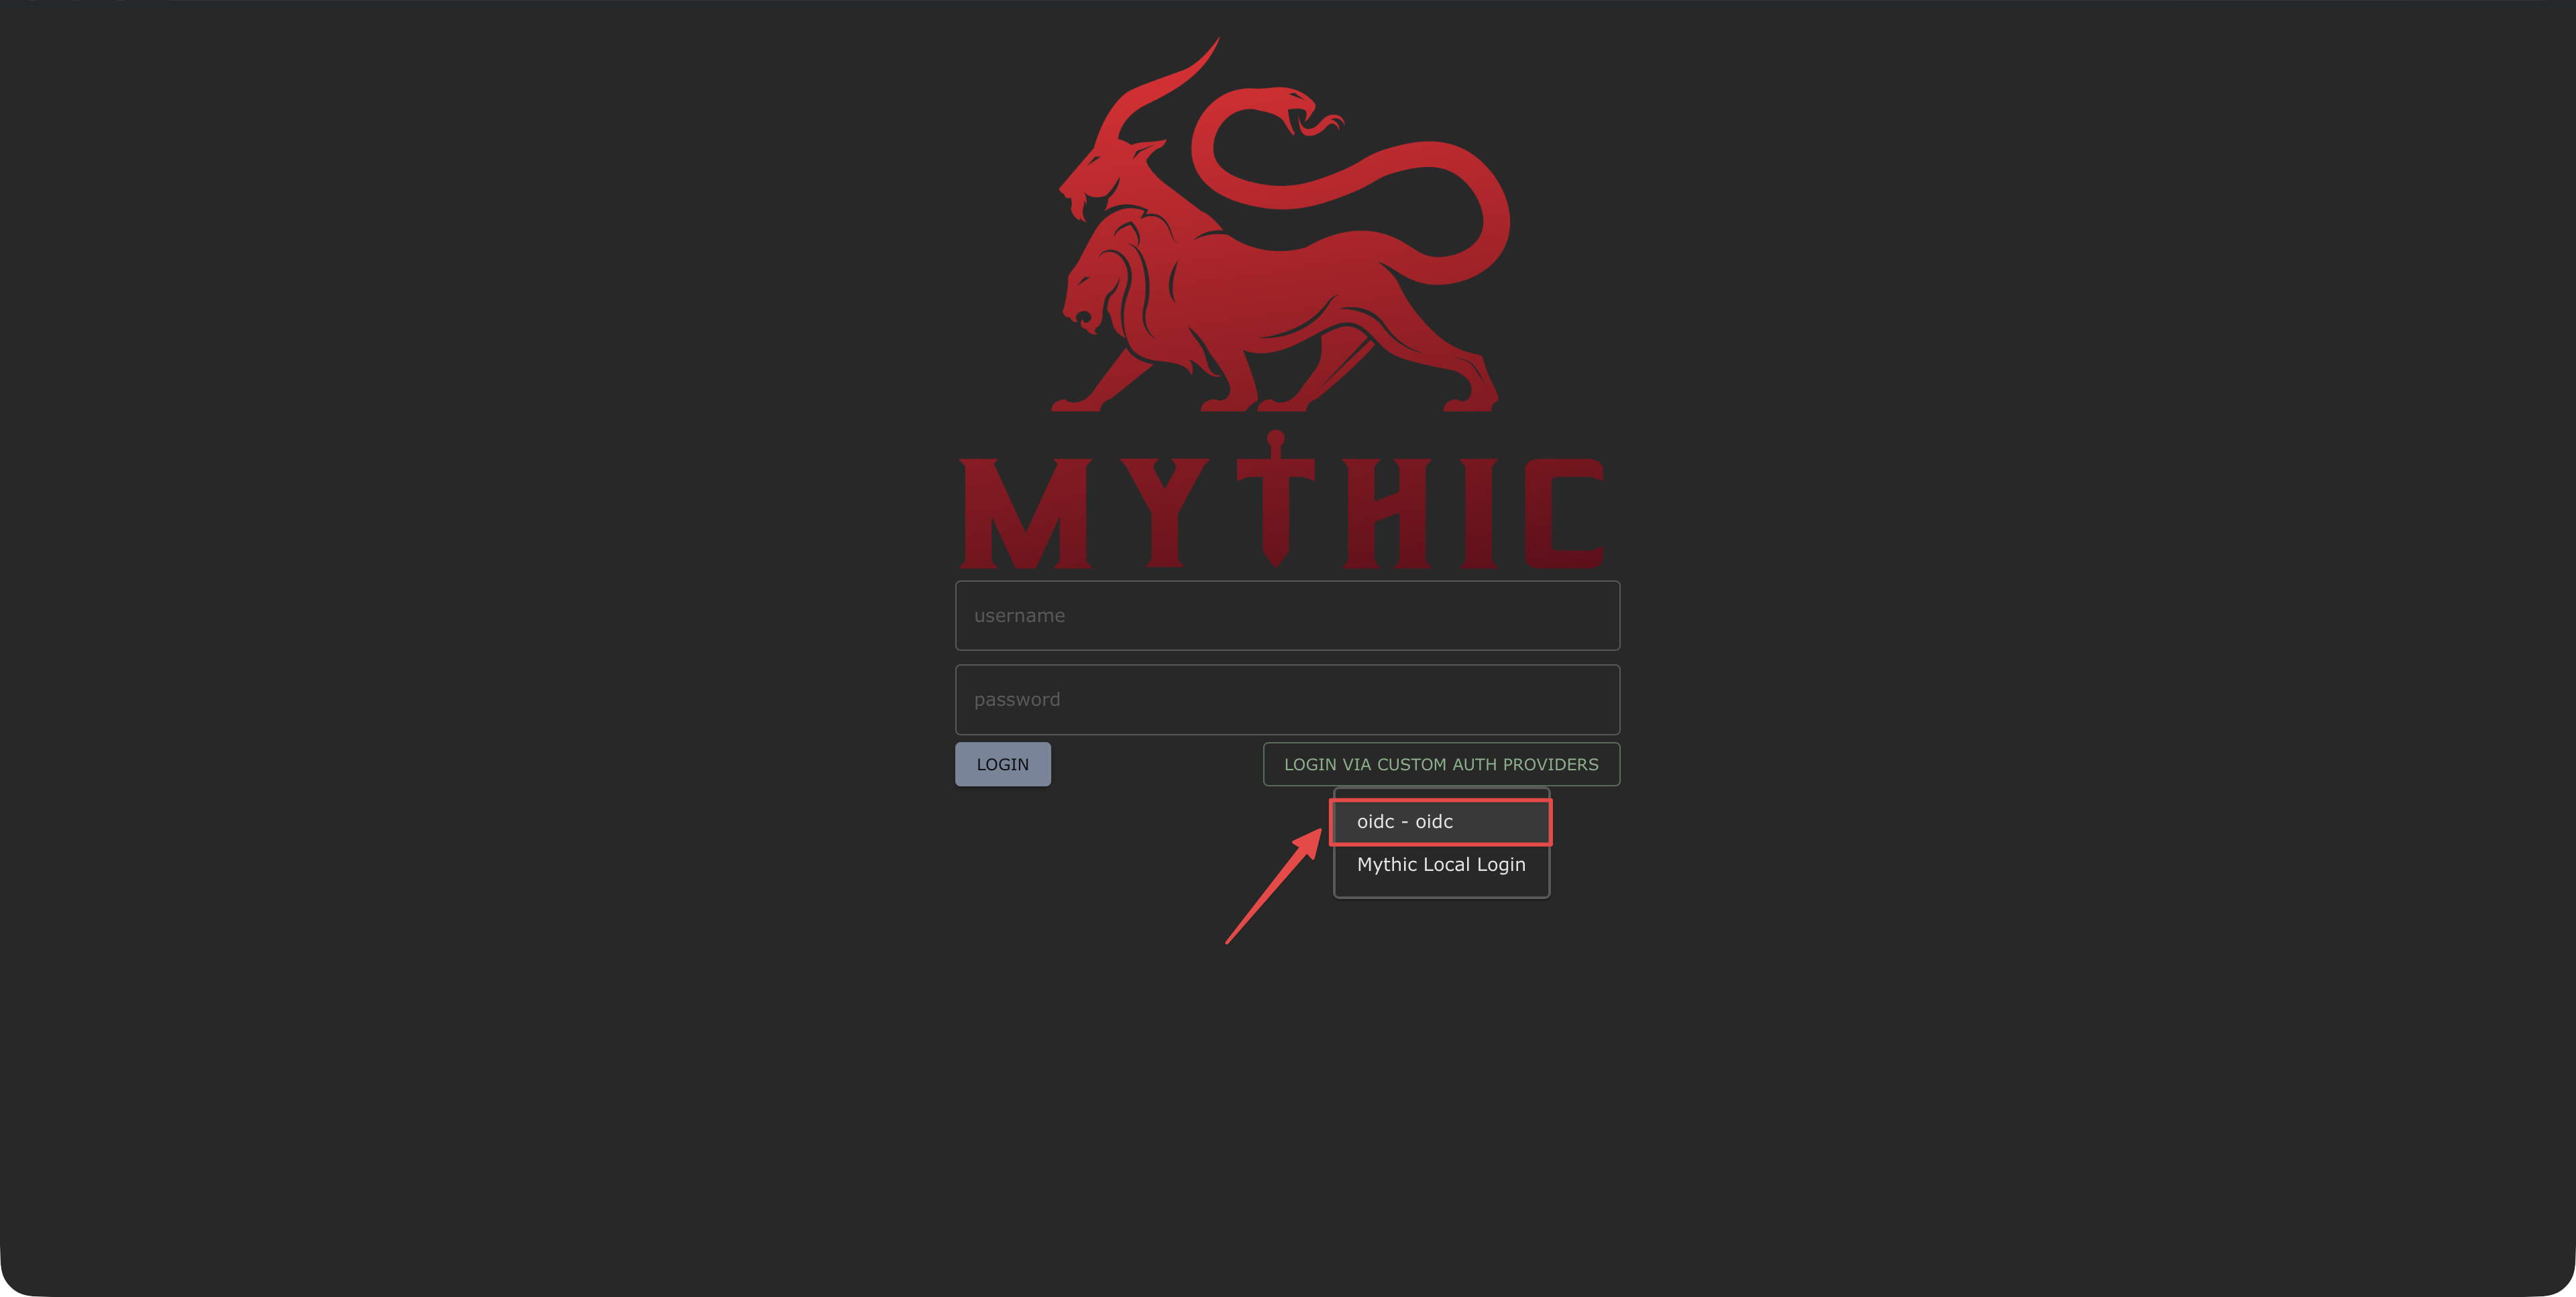 MYTHIC
username
password
LOGIN
LOGIN VIA CUSTOM AUTH PROVIDERS
oidc - oidc
Mythic Local Login